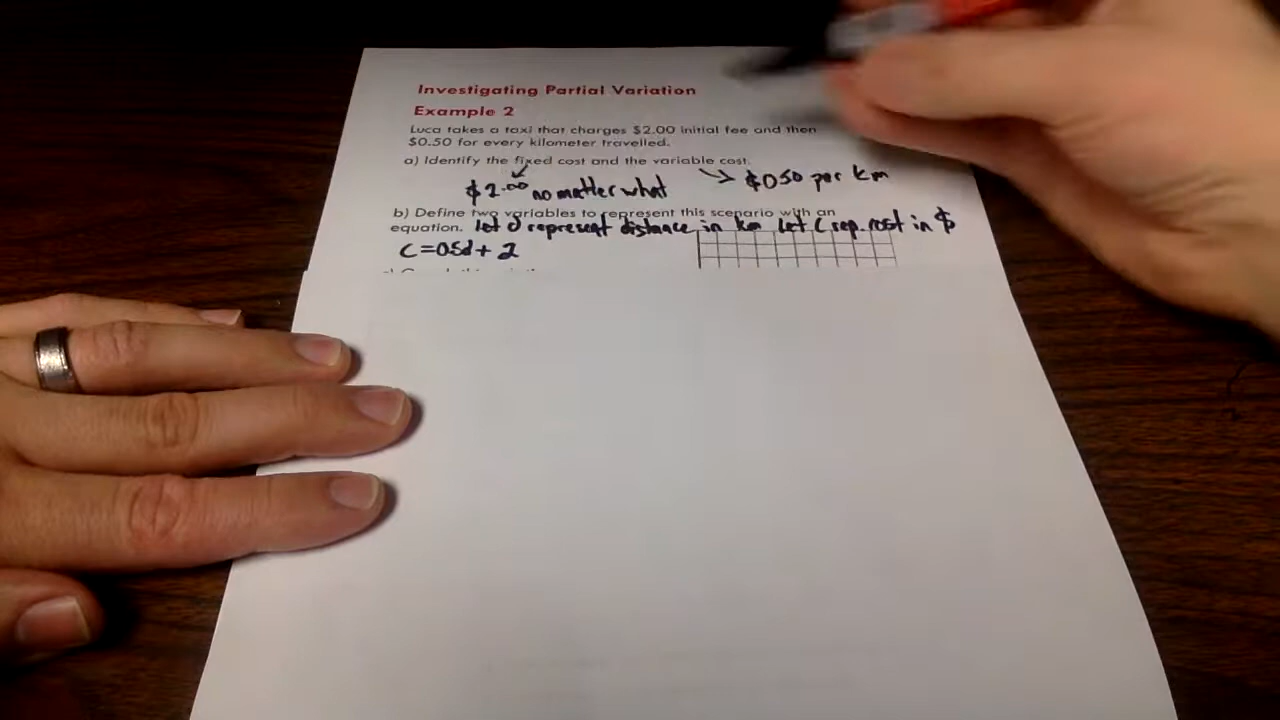 Investigating Partial Variation
Example 2
Luca takes a taxi that charges $2.00 initial fee and then
$0.50 for every kilometer travelled.
a) Identify the fixed cost and the variable cost.
$2.00 no matter what $0.50 per km
b) Define two variables to represent this scenario with an
equation. Let d represent distance in km Let C rep. cost in $
C=0.5d+2